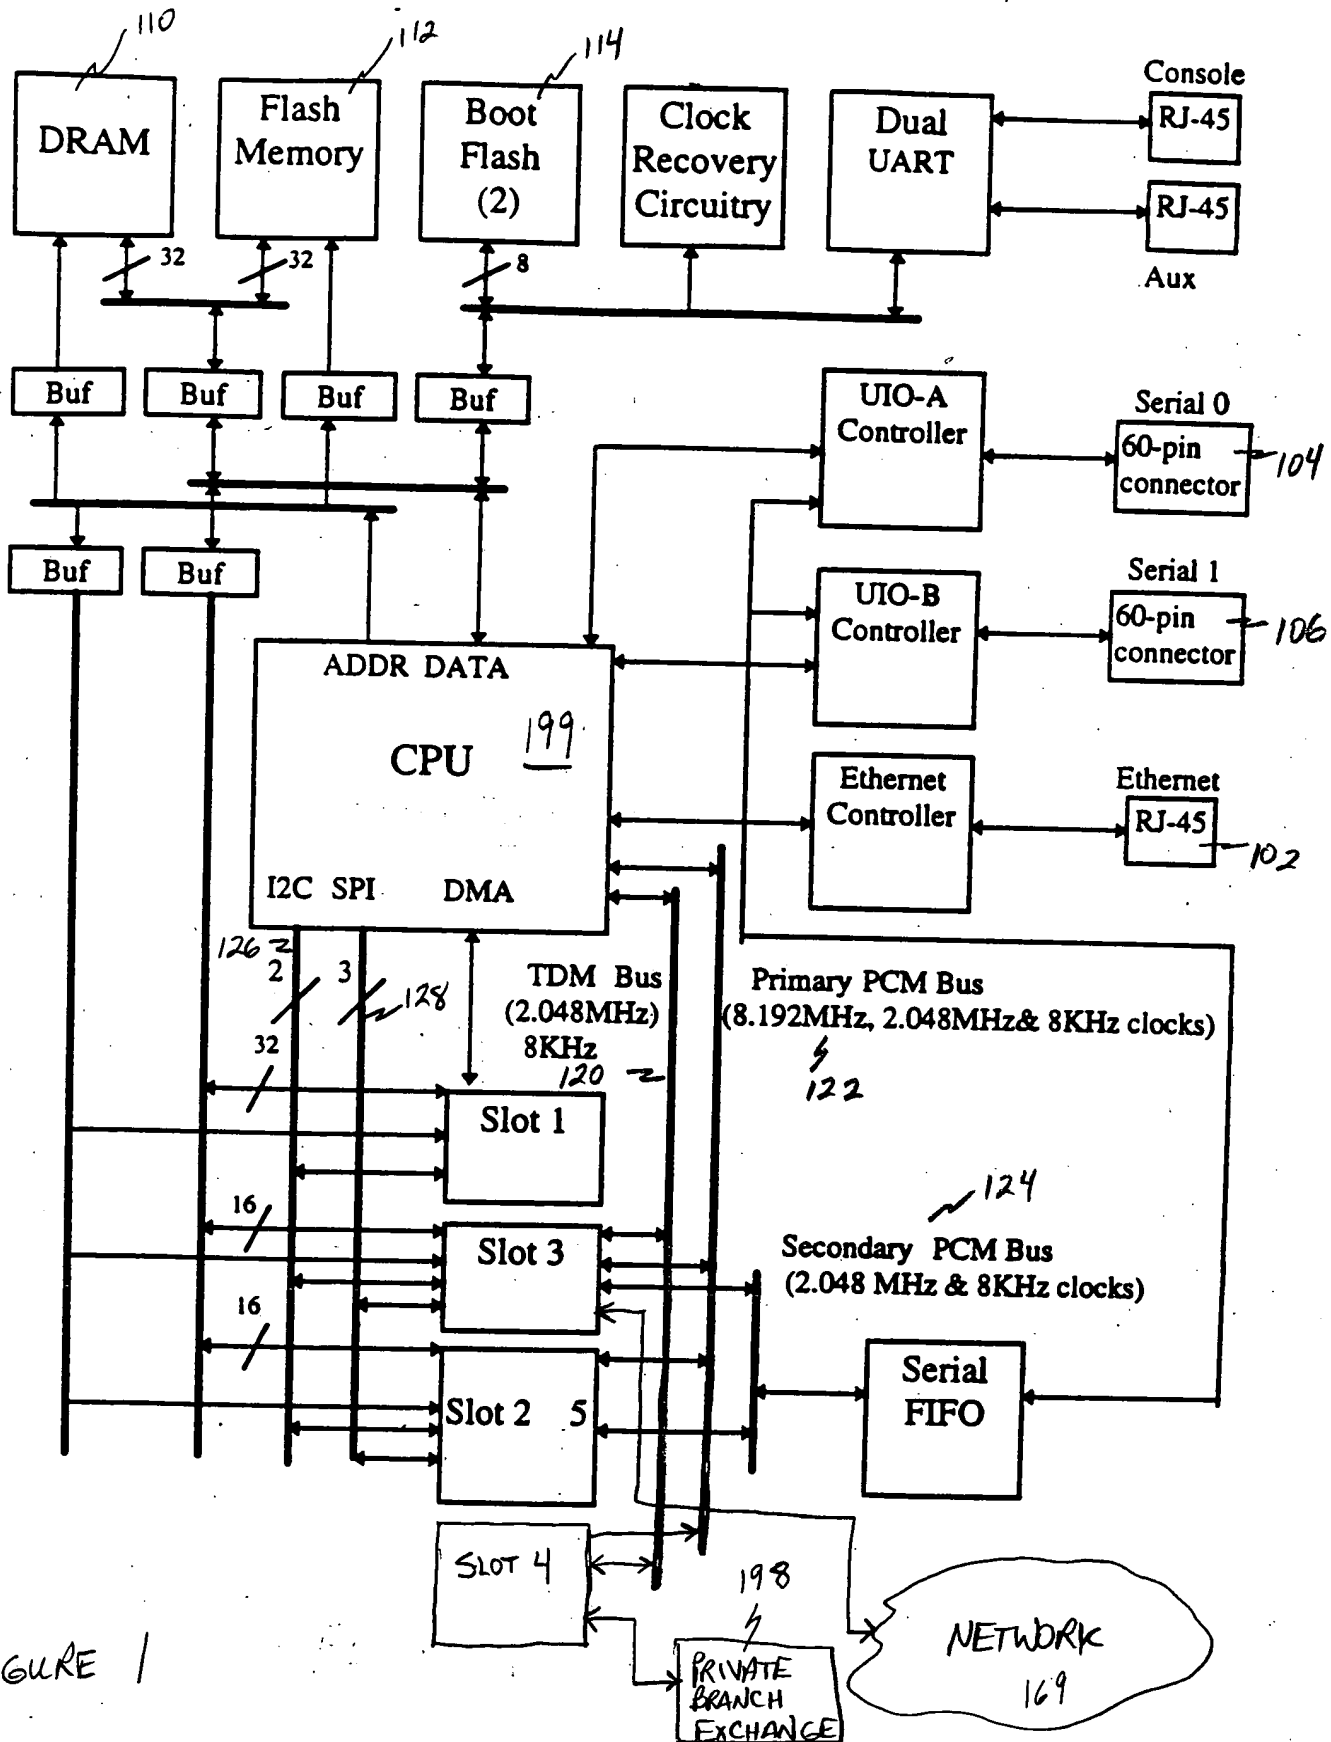 110
112
114
Console
RJ-45
DRAM
Flash
Memory
Boot
Flash
(2)
Clock
Recovery
Circuitry
Dual
UART
RJ-45
Aux
32
32
8
Buf
Buf
Buf
Buf
UIO-A
Controller
Serial 0
60-pin
connector
104
Buf
Buf
UIO-B
Controller
Serial 1
60-pin
connector
106
ADDR DATA
CPU 199
I2C SPI DMA
Ethernet
Controller
Ethernet
RJ-45
102
126
2
3
128
TDM Bus
(2.048MHz)
8KHz
120
Primary PCM Bus
(8.192MHz, 2.048MHz& 8KHz clocks)
122
32
Slot 1
16
Slot 3
124
Secondary PCM Bus
(2.048 MHz & 8KHz clocks)
16
Slot 2 5
Serial
FIFO
SLOT 4
198
PRIVATE
BRANCH
EXCHANGE
NETWORK
169
GURE 1